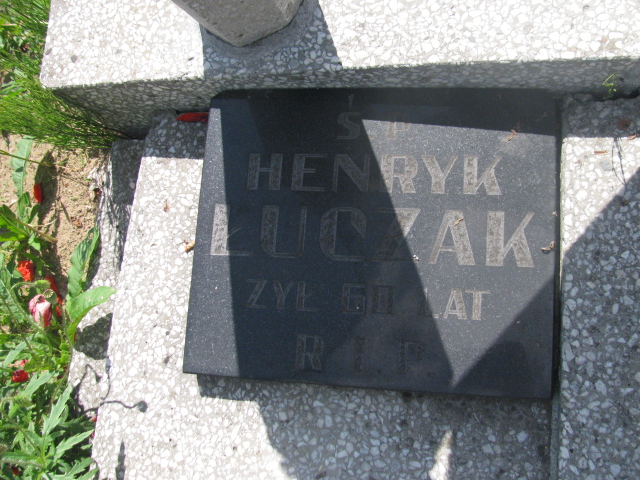 Ś P
HENRYK
ŁUCZAK
ŻYŁ 60 LAT
R I P